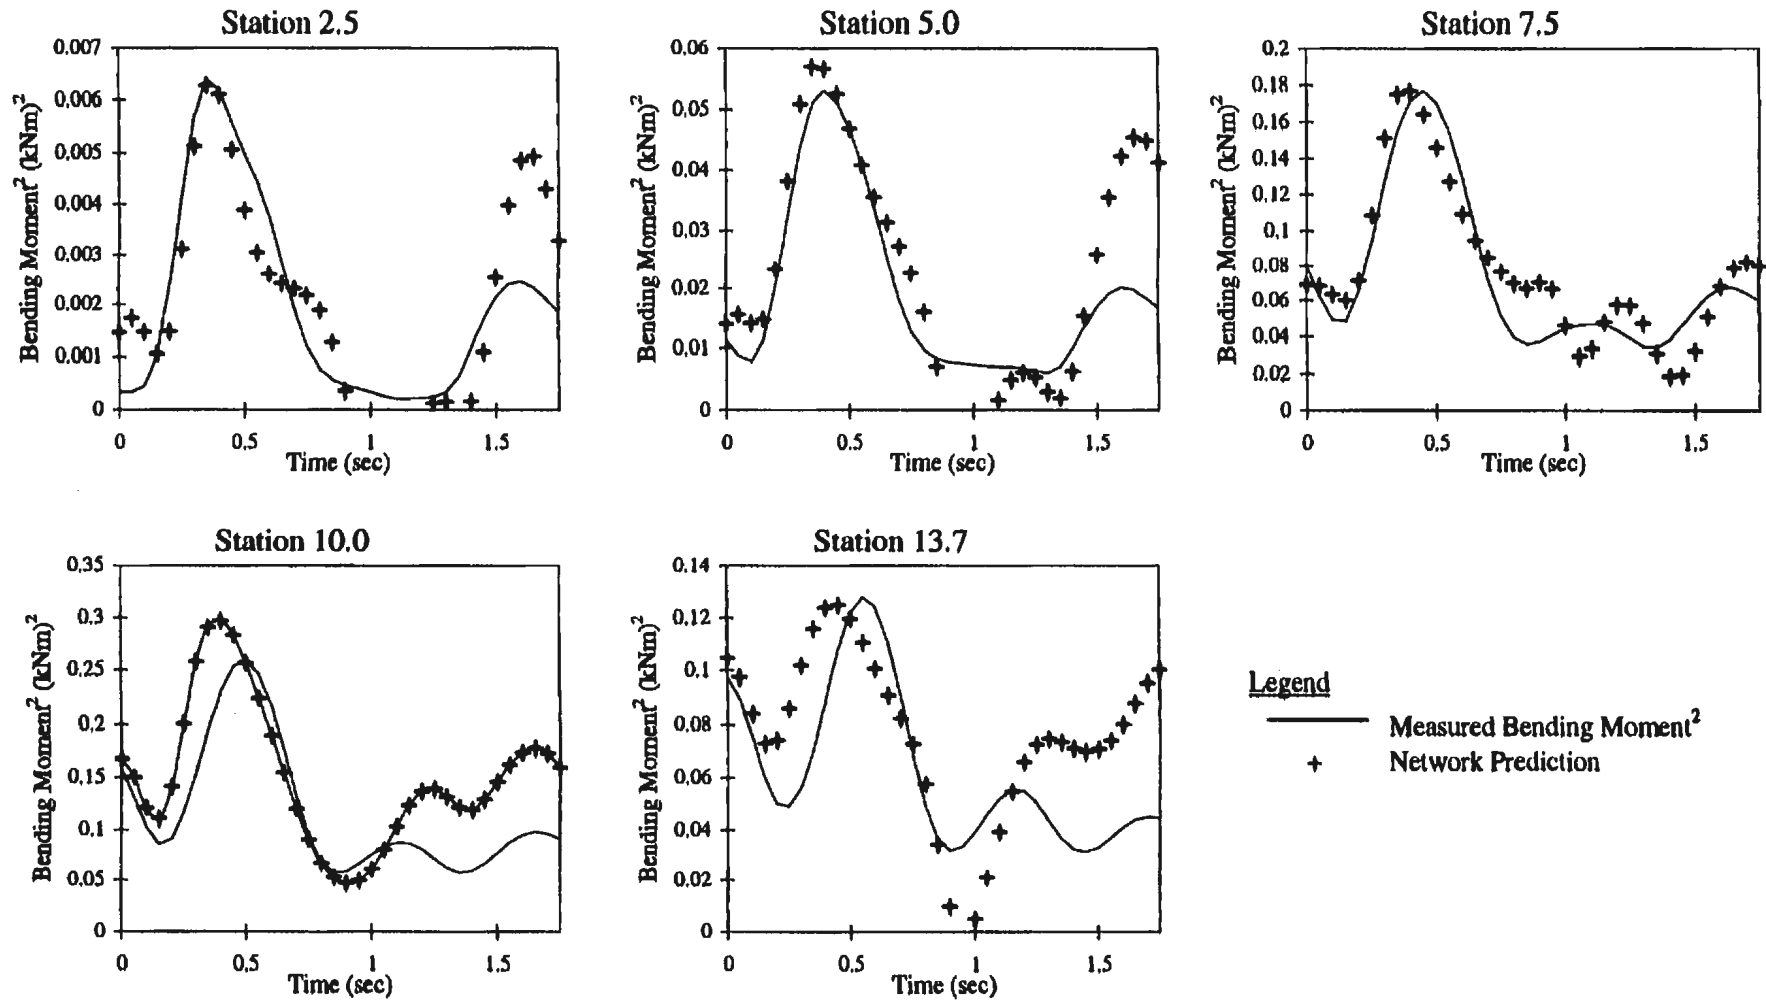 Station 2.5
Bending Moment² (kNm)²
0.007
0.006
0.005
0.004
0.003
0.002
0.001
0
0 0.5 1 1.5
Time (sec)
Station 5.0
Bending Moment² (kNm)²
0.06
0.05
0.04
0.03
0.02
0.01
0
0 0.5 1 1.5
Time (sec)
Station 7.5
Bending Moment² (kNm)²
0.2
0.18
0.16
0.14
0.12
0.1
0.08
0.06
0.04
0.02
0
0 0.5 1 1.5
Time (sec)
Station 10.0
Bending Moment² (kNm)²
0.35
0.3
0.25
0.2
0.15
0.1
0.05
0
0 0.5 1 1.5
Time (sec)
Station 13.7
Bending Moment² (kNm)²
0.14
0.12
0.1
0.08
0.06
0.04
0.02
0
0 0.5 1 1.5
Time (sec)
Legend
Measured Bending Moment²
Network Prediction